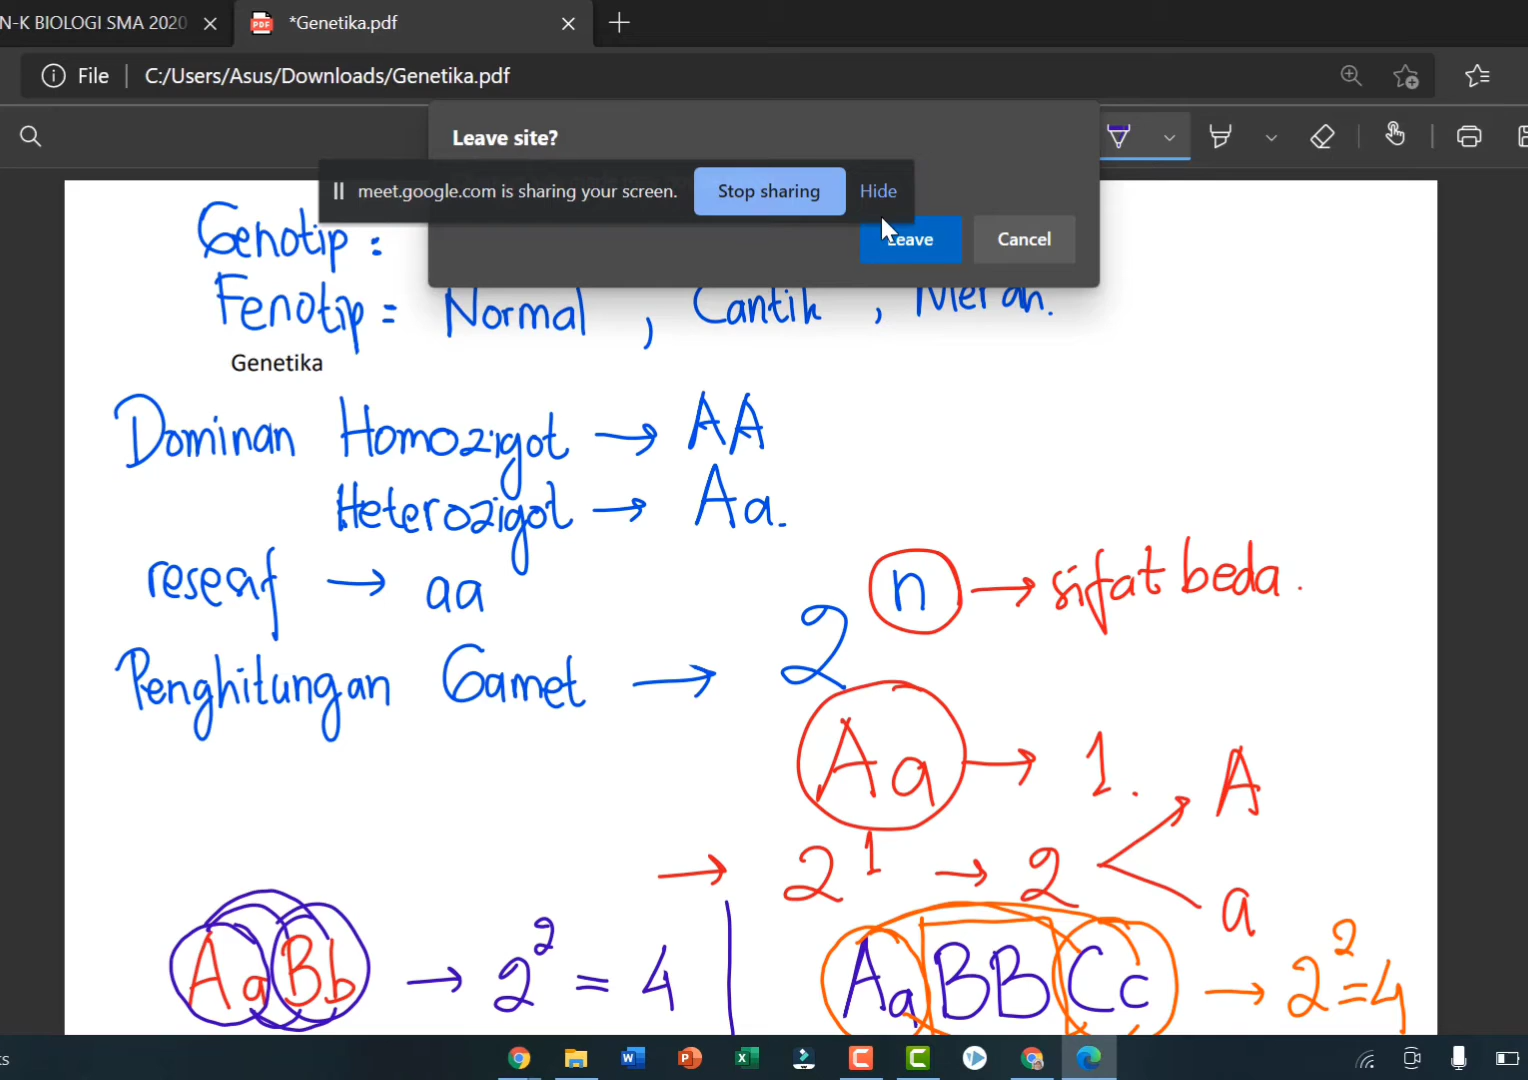 N-K BIOLOGI SMA 2020
*Genetika.pdf
File
C:/Users/Asus/Downloads/Genetika.pdf
Leave site?
meet.google.com is sharing your screen.
Stop sharing
Hide
Leave
Cancel
Genotip :
Fenotip = Normal , Cantik , Merah.
Genetika
Dominan Homozigot → AA
Heterozigot → Aa.
resesif → aa
n → sifat beda.
Penghitungan Gamet → 2
Aa → 1.
A
→ 2¹ → 2
a
AaBb → 2² = 4
AaBBCc → 2² = 4